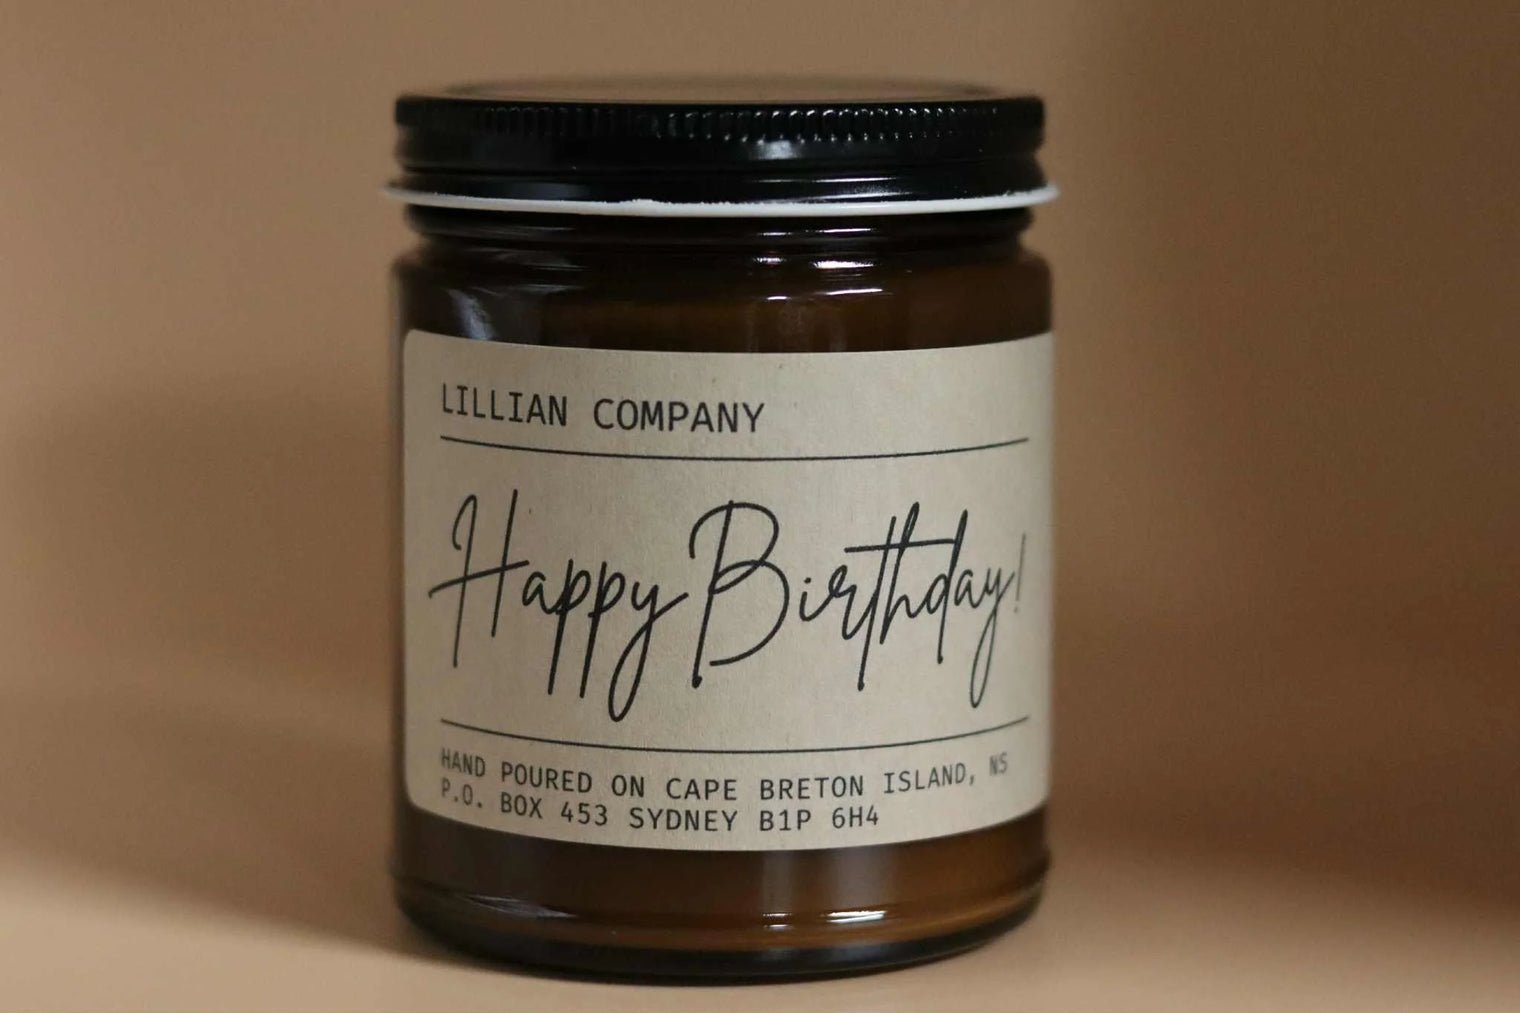 LILLIAN COMPANY
Happy Birthday!
HAND POURED ON CAPE BRETON ISLAND, NS
P.O. BOX 453 SYDNEY B1P 6H4